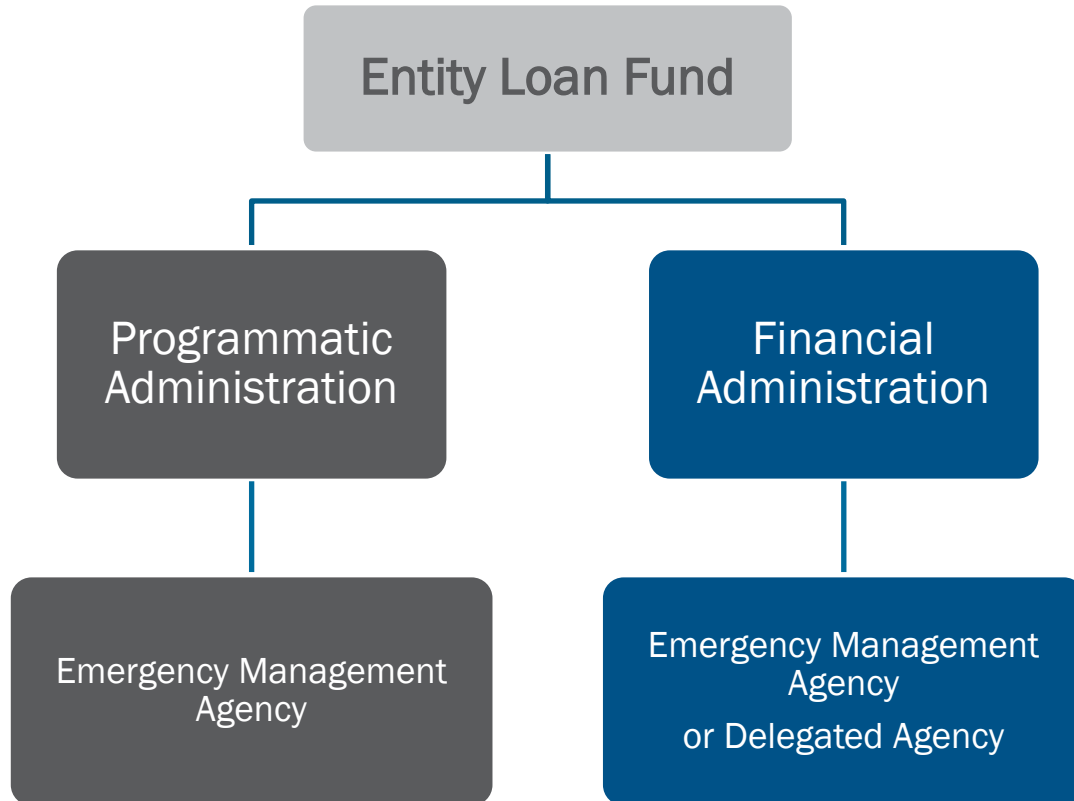 Entity Loan Fund
Programmatic
Administration
Financial
Administration
Emergency Management
Agency
Emergency Management
Agency
or Delegated Agency